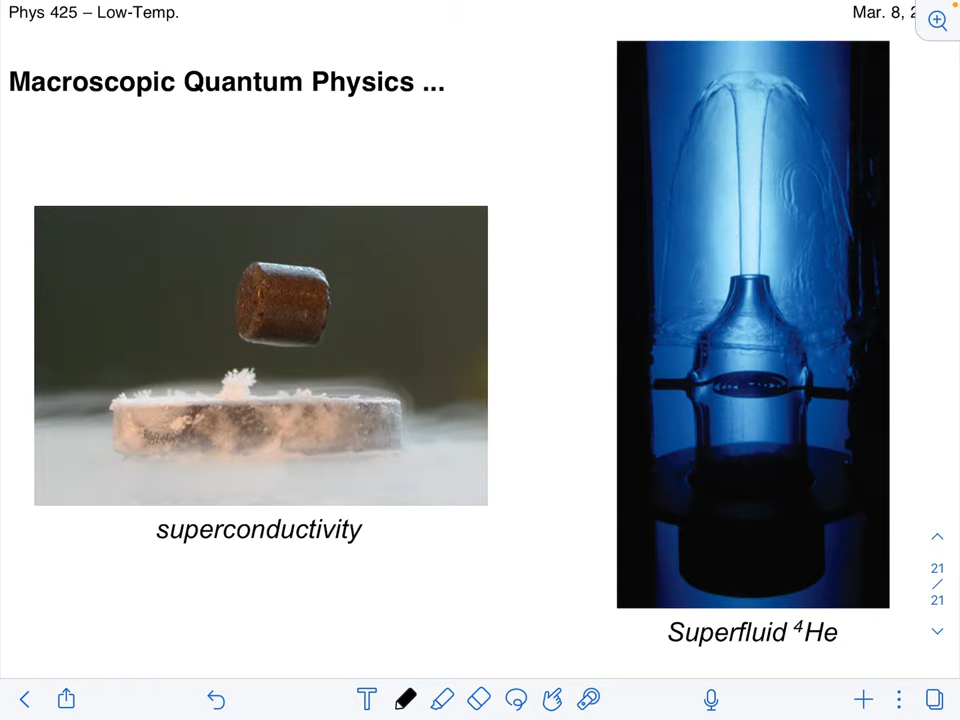 Phys 425 – Low-Temp.
Mar. 8, 2
Macroscopic Quantum Physics ...
superconductivity
Superfluid ⁴He
21
/
21
T